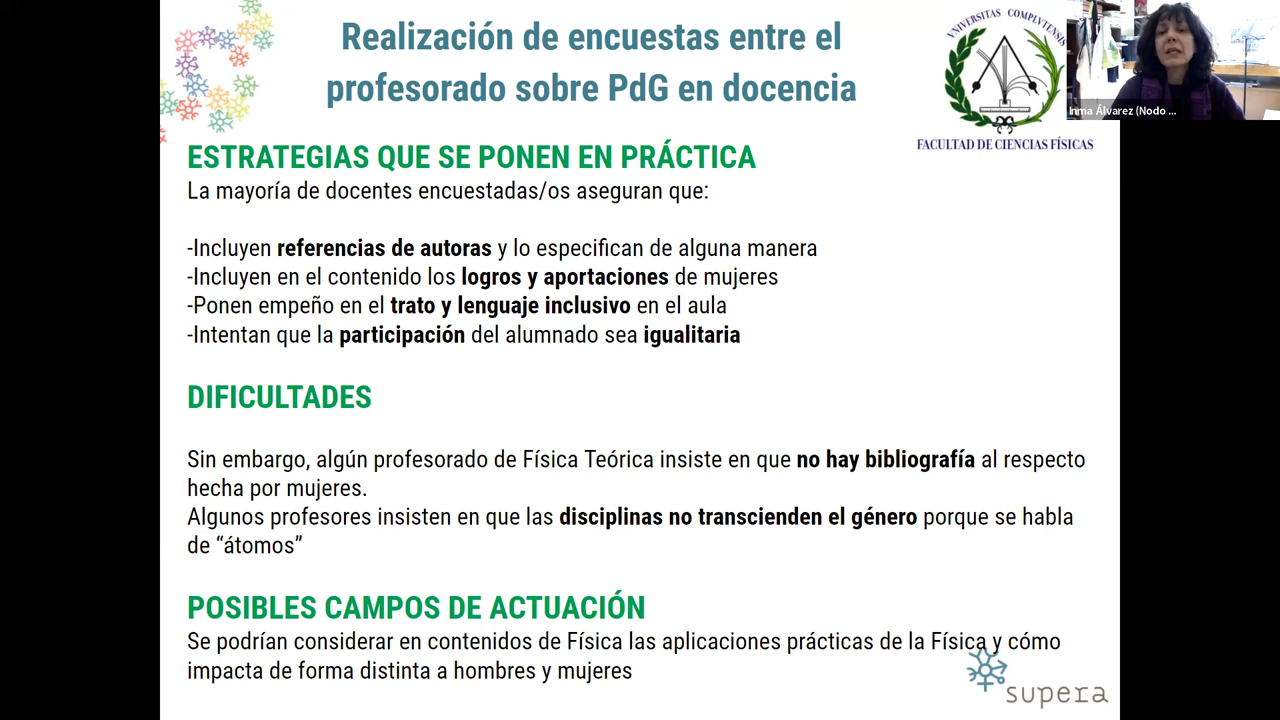 Realización de encuestas entre el
profesorado sobre PdG en docencia
UNIVERSITAS COMPLVTENSIS
FACULTAD DE CIENCIAS FÍSICAS
Inma Álvarez (Nodo ...
ESTRATEGIAS QUE SE PONEN EN PRÁCTICA
La mayoría de docentes encuestadas/os aseguran que:
-Incluyen referencias de autoras y lo especifican de alguna manera
-Incluyen en el contenido los logros y aportaciones de mujeres
-Ponen empeño en el trato y lenguaje inclusivo en el aula
-Intentan que la participación del alumnado sea igualitaria
DIFICULTADES
Sin embargo, algún profesorado de Física Teórica insiste en que no hay bibliografía al respecto
hecha por mujeres.
Algunos profesores insisten en que las disciplinas no transcienden el género porque se habla
de “átomos”
POSIBLES CAMPOS DE ACTUACIÓN
Se podrían considerar en contenidos de Física las aplicaciones prácticas de la Física y cómo
impacta de forma distinta a hombres y mujeres
supera